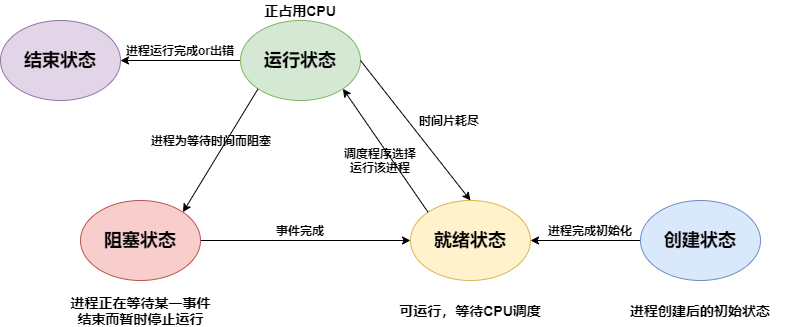 正占用CPU
结束状态
进程运行完成or出错
运行状态
时间片耗尽
进程为等待时间而阻塞
调度程序选择
运行该进程
阻塞状态
事件完成
就绪状态
进程完成初始化
创建状态
进程正在等待某一事件
结束而暂时停止运行
可运行，等待CPU调度
进程创建后的初始状态